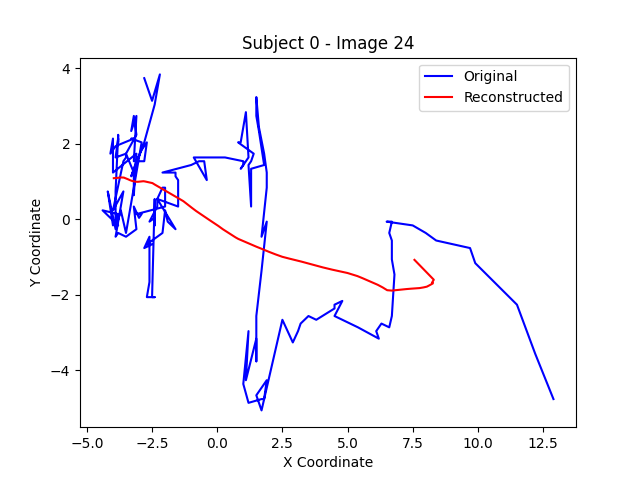 Subject 0 - Image 24
Original
Reconstructed
4
2
0
−2
−4
Y Coordinate
−5.0 −2.5 0.0 2.5 5.0 7.5 10.0 12.5
X Coordinate